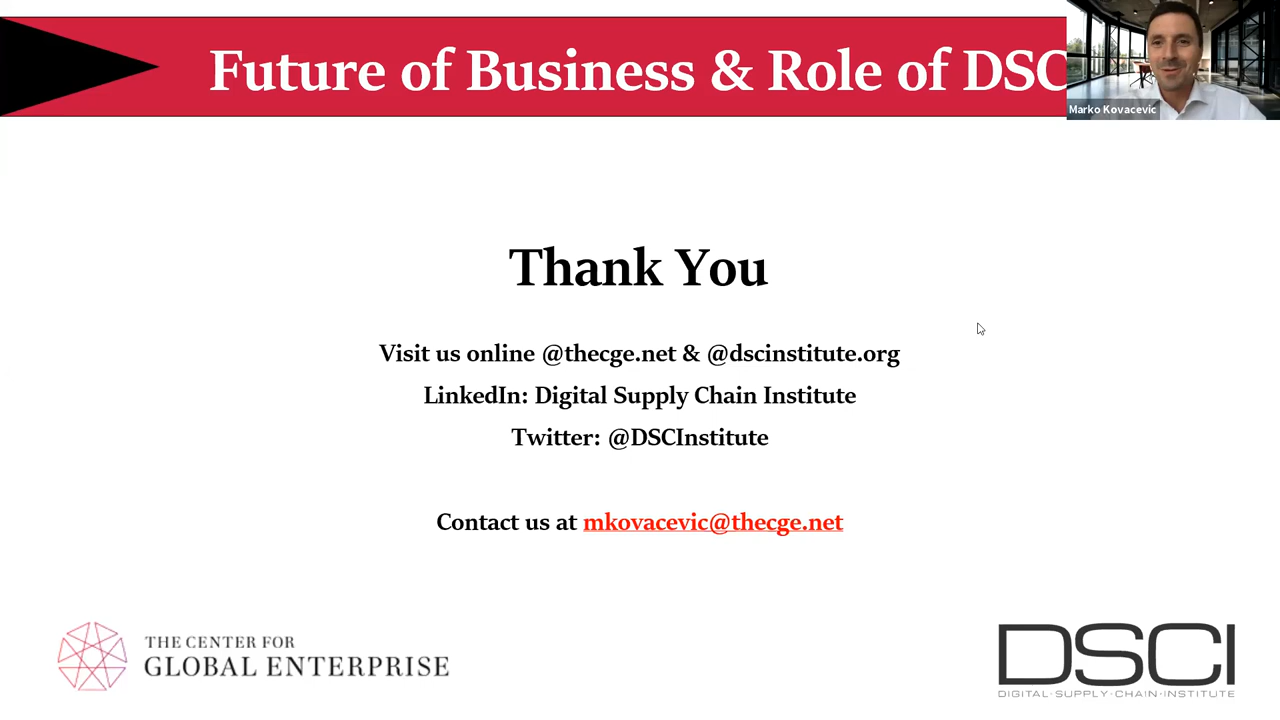 Future of Business & Role of DSC
Marko Kovacevic
Thank You
Visit us online @thecge.net & @dscinstitute.org
LinkedIn: Digital Supply Chain Institute
Twitter: @DSCInstitute
Contact us at mkovacevic@thecge.net
THE CENTER FOR
GLOBAL ENTERPRISE
DSCI
DIGITAL·SUPPLY·CHAIN·INSTITUTE